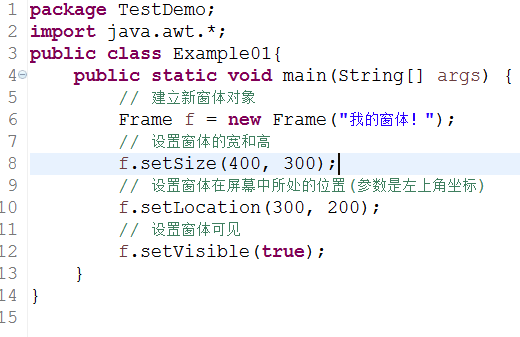 1 package TestDemo;
2 import java.awt.*;
3 public class Example01{
4 public static void main(String[] args) {
5 // 建立新窗体对象
6 Frame f = new Frame("我的窗体！");
7 // 设置窗体的宽和高
8 f.setSize(400, 300);
9 // 设置窗体在屏幕中所处的位置(参数是左上角坐标)
10 f.setLocation(300, 200);
11 // 设置窗体可见
12 f.setVisible(true);
13 }
14 }
15